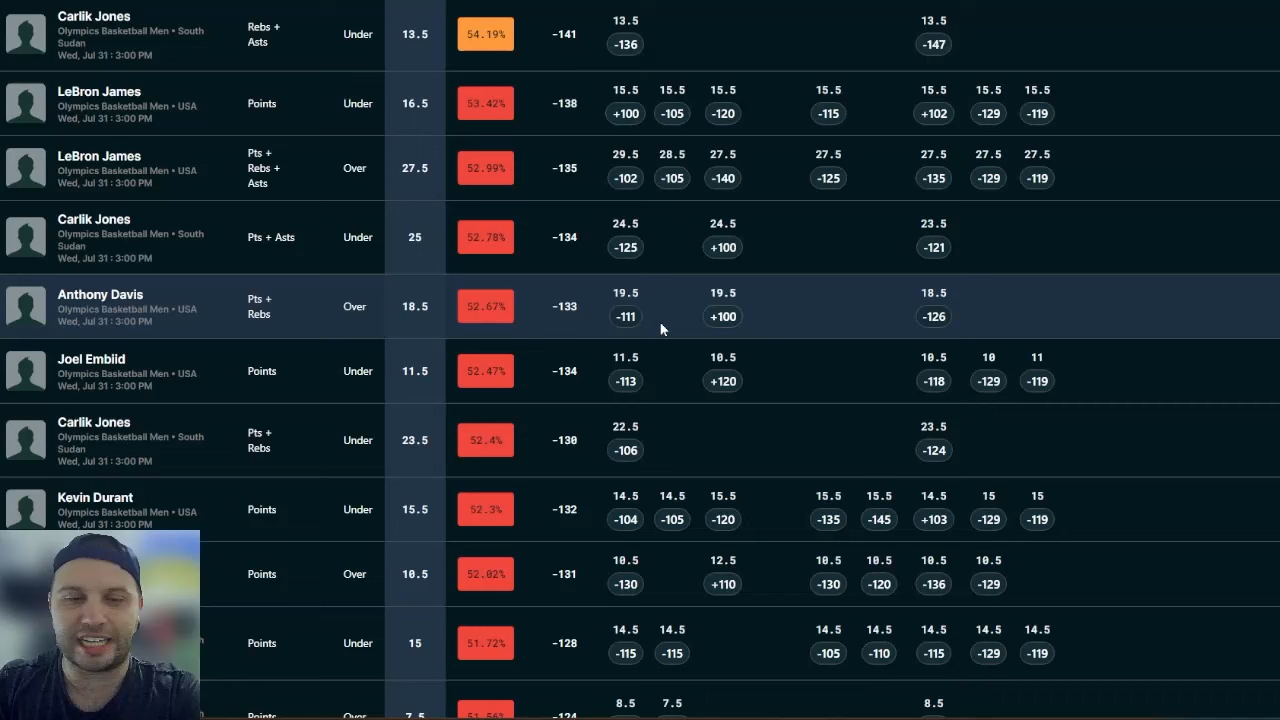 Carlik Jones
Olympics Basketball Men • South
Sudan
Wed, Jul 31 : 3:00 PM
Rebs +
Asts
Under
13.5
54.19%
-141
13.5
-136
13.5
-147
LeBron James
Olympics Basketball Men • USA
Wed, Jul 31 : 3:00 PM
Points
Under
16.5
53.42%
-138
15.5 15.5 15.5 15.5 15.5 15.5 15.5
+100 -105 -120 -115 +102 -129 -119
LeBron James
Olympics Basketball Men • USA
Wed, Jul 31 : 3:00 PM
Pts +
Rebs +
Asts
Over
27.5
52.99%
-135
29.5 28.5 27.5 27.5 27.5 27.5 27.5
-102 -105 -140 -125 -135 -129 -119
Carlik Jones
Olympics Basketball Men • South
Sudan
Wed, Jul 31 : 3:00 PM
Pts + Asts
Under
25
52.78%
-134
24.5 24.5 23.5
-125 +100 -121
Anthony Davis
Olympics Basketball Men • USA
Wed, Jul 31 : 3:00 PM
Pts +
Rebs
Over
18.5
52.67%
-133
19.5 19.5 18.5
-111 +100 -126
Joel Embiid
Olympics Basketball Men • USA
Wed, Jul 31 : 3:00 PM
Points
Under
11.5
52.47%
-134
11.5 10.5 10.5 10 11
-113 +120 -118 -129 -119
Carlik Jones
Olympics Basketball Men • South
Sudan
Wed, Jul 31 : 3:00 PM
Pts +
Rebs
Under
23.5
52.4%
-130
22.5 23.5
-106 -124
Kevin Durant
Olympics Basketball Men • USA
Wed, Jul 31 : 3:00 PM
Points
Under
15.5
52.3%
-132
14.5 14.5 15.5 15.5 15.5 14.5 15 15
-104 -105 -120 -135 -145 +103 -129 -119
Points
Over
10.5
52.02%
-131
10.5 12.5 10.5 10.5 10.5 10.5
-130 +110 -130 -120 -136 -129
Points
Under
15
51.72%
-128
14.5 14.5 14.5 14.5 14.5 14.5 14.5
-115 -115 -105 -110 -115 -129 -119
Points
Over
7.5
51.56%
-124
8.5 7.5 8.5